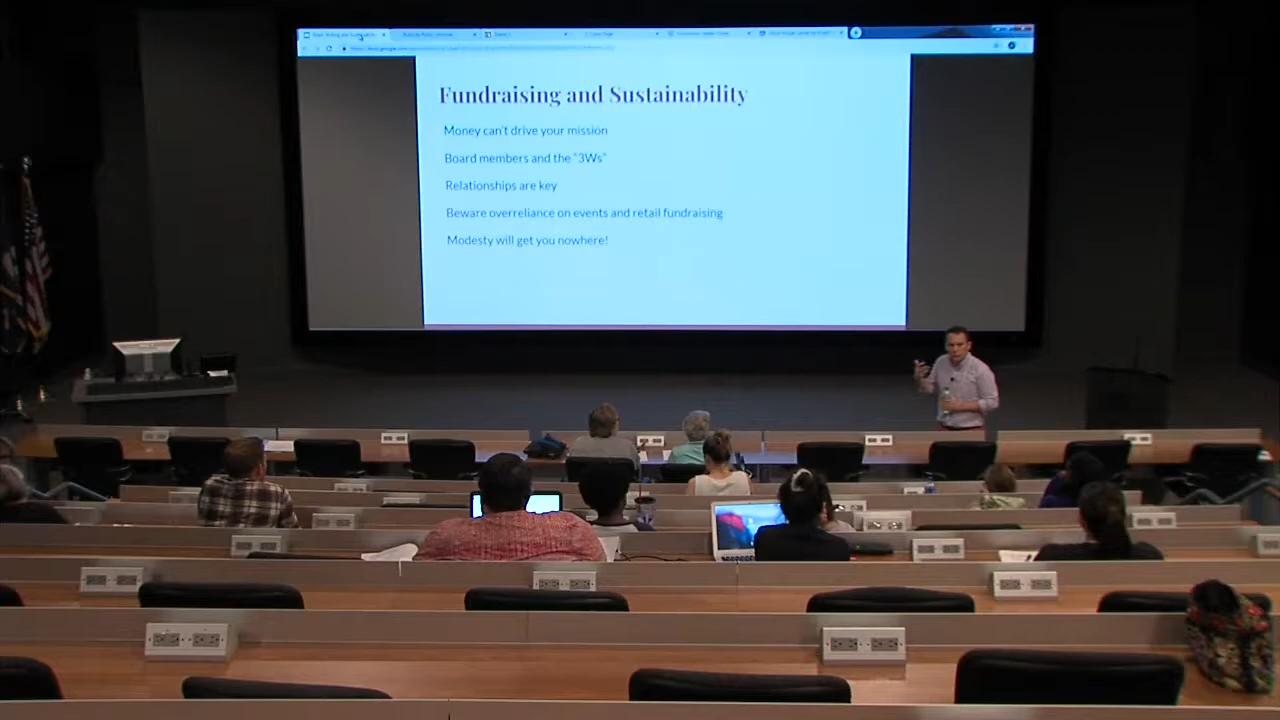 Fundraising and Sustainability
Money can't drive your mission
Board members and the "3Ws"
Relationships are key
Beware overreliance on events and retail fundraising
Modesty will get you nowhere!